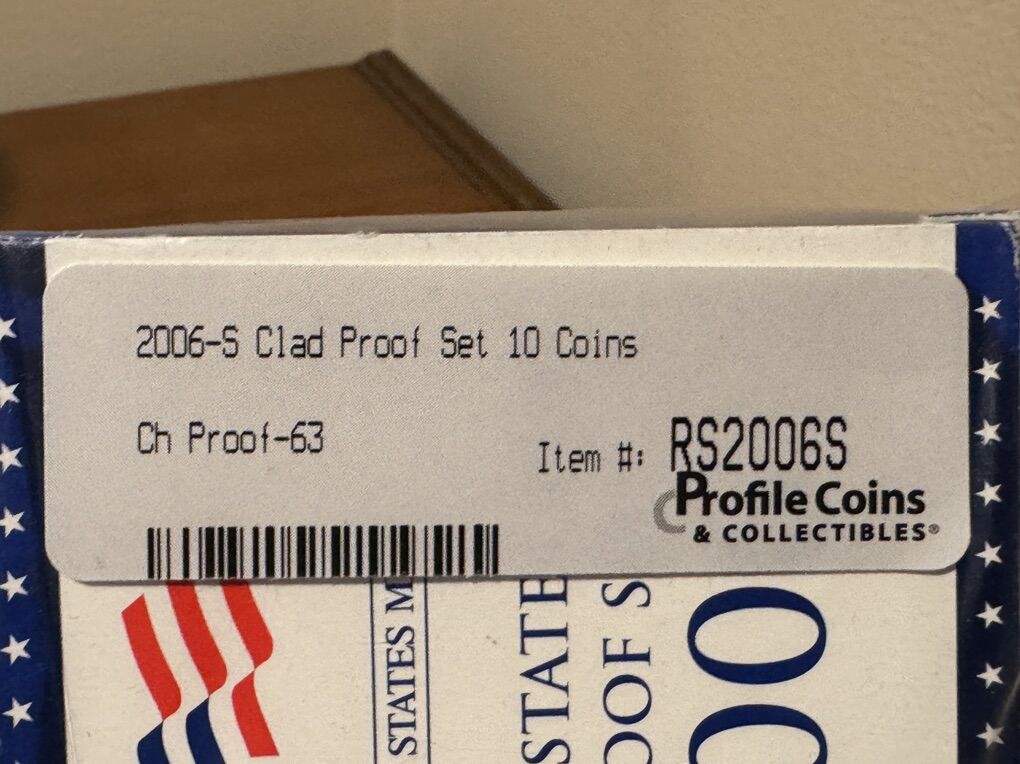 2006-S Clad Proof Set 10 Coins
Ch Proof-63
Item #: RS2006S
Profile Coins
& COLLECTIBLES®
STATES M
STATE
OOF S
00